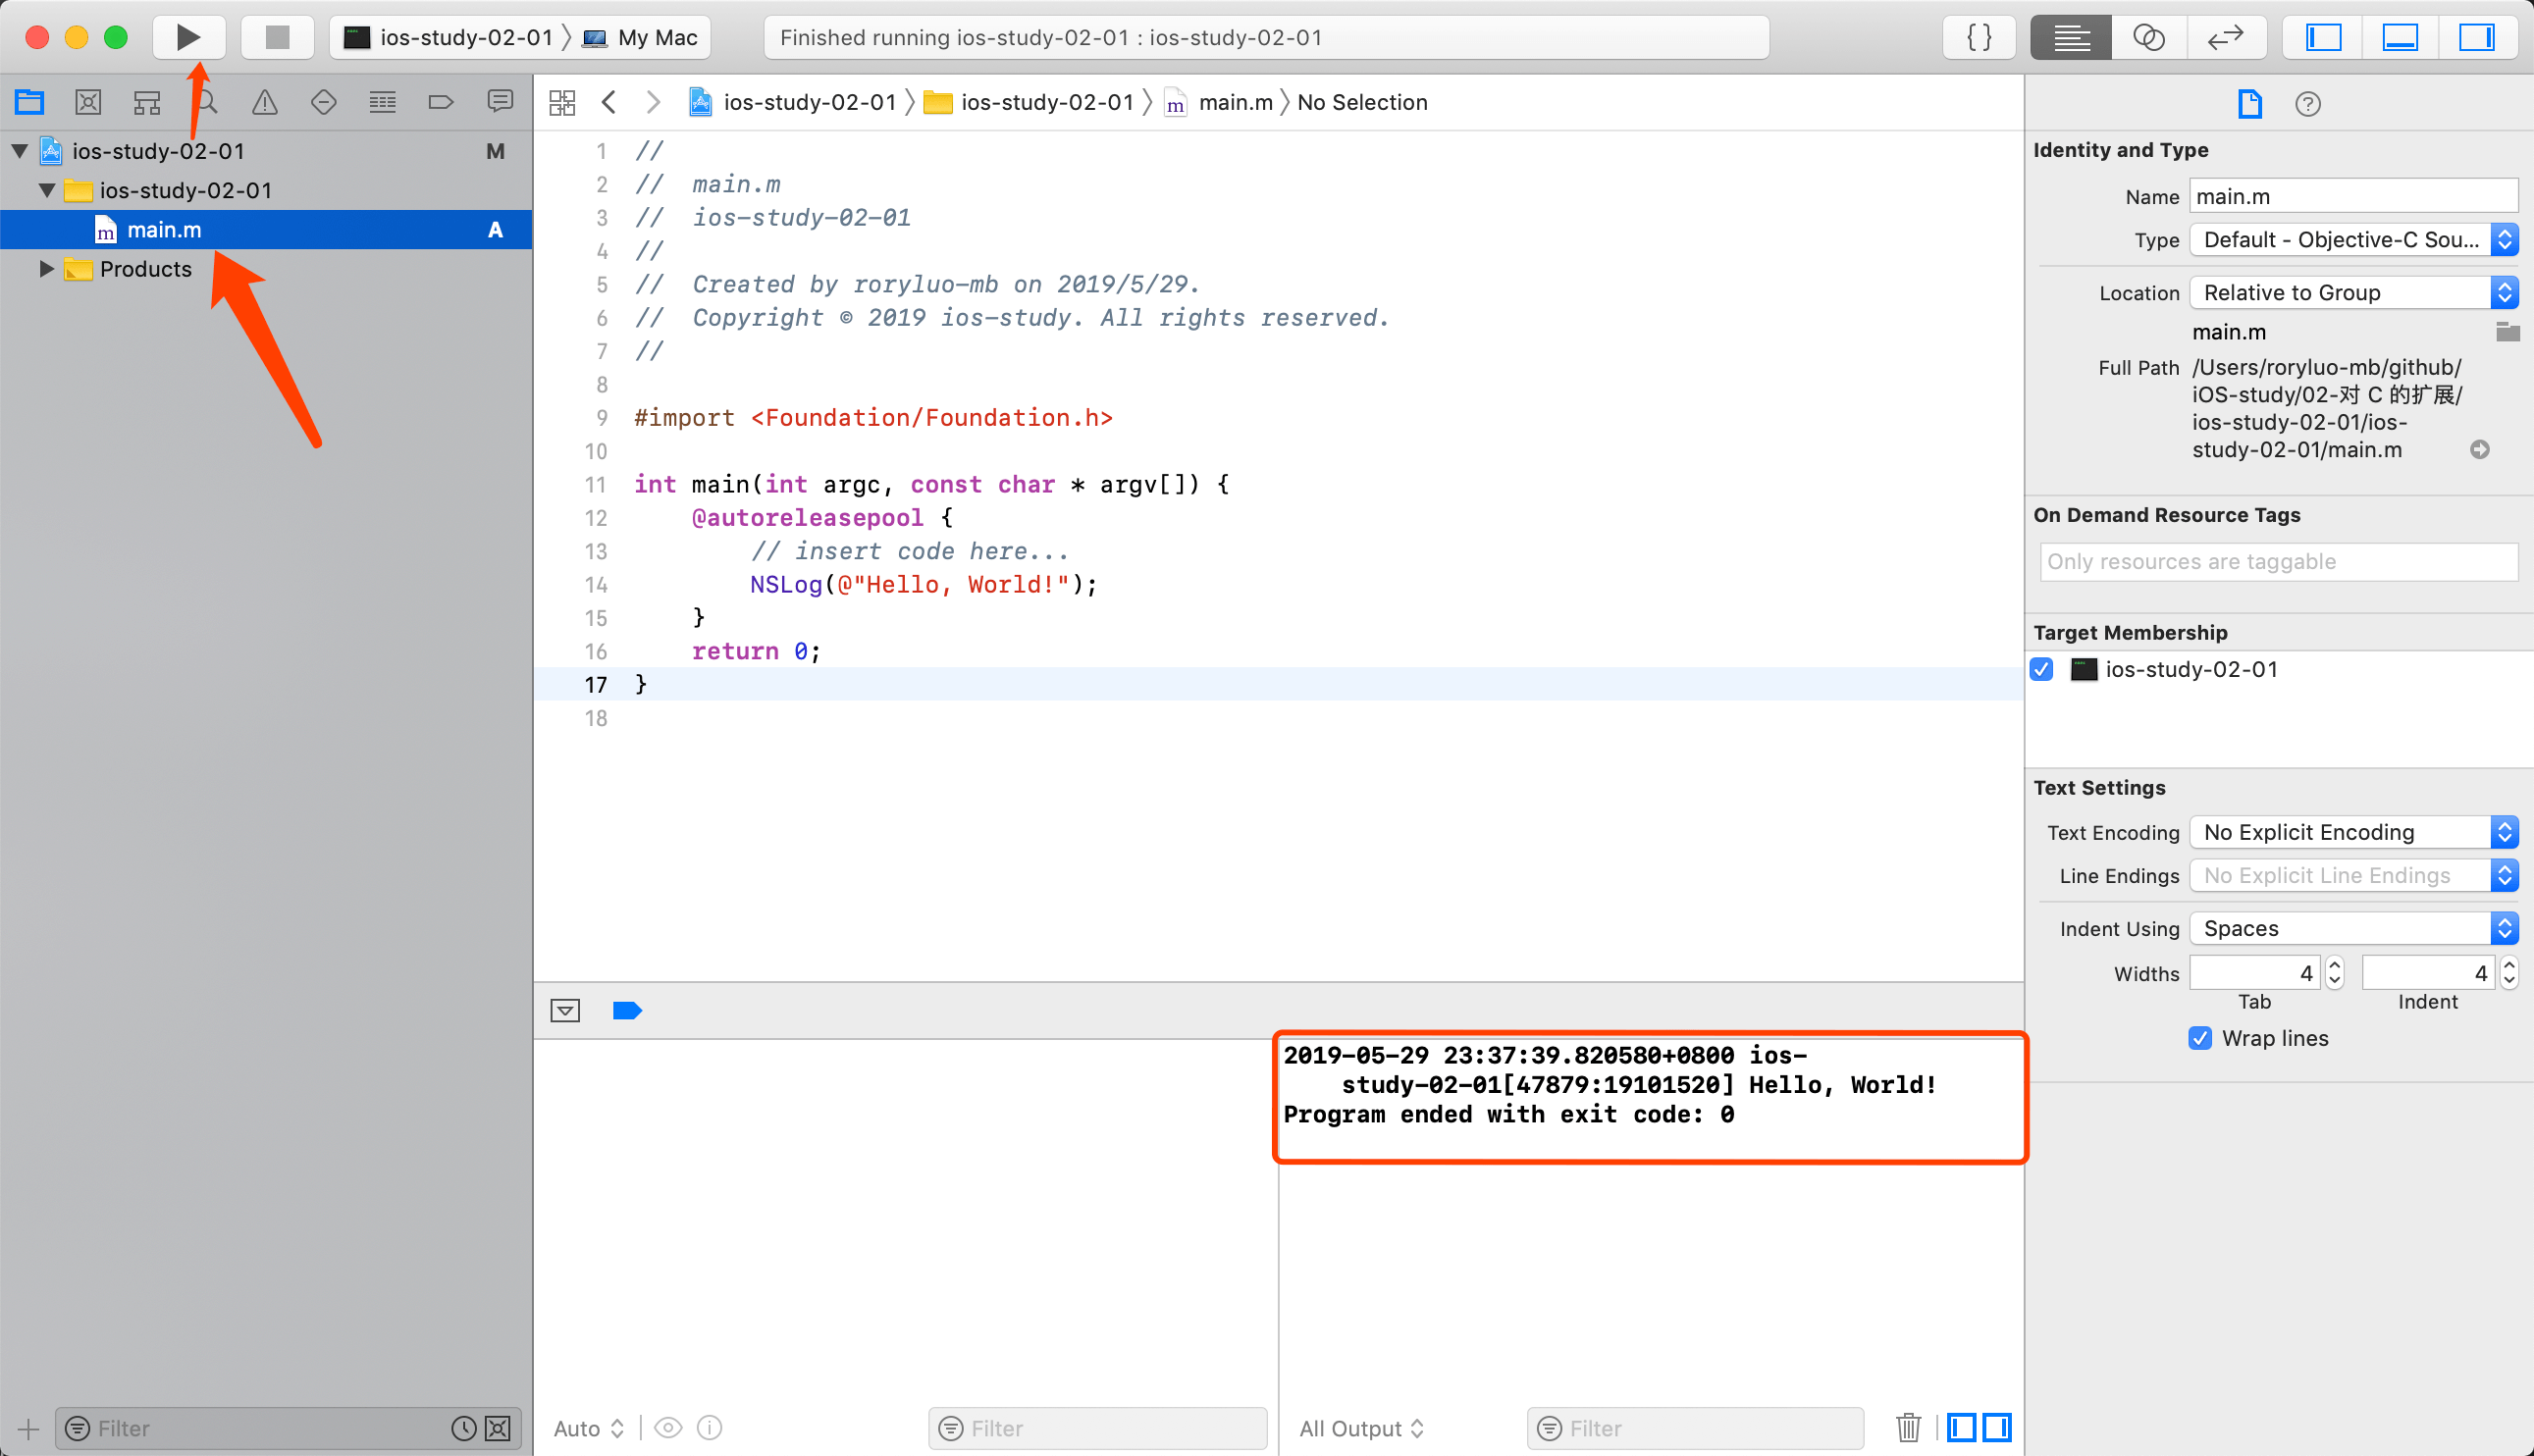 ios-study-02-01 〉 My Mac
Finished running ios-study-02-01 : ios-study-02-01
{ }
ios-study-02-01 M
ios-study-02-01
m main.m A
Products
Filter
ios-study-02-01 〉 ios-study-02-01 〉 m main.m 〉 No Selection
1 //
2 //  main.m
3 //  ios-study-02-01
4 //
5 //  Created by roryluo-mb on 2019/5/29.
6 //  Copyright © 2019 ios-study. All rights reserved.
7 //
8
9 #import <Foundation/Foundation.h>
10
11 int main(int argc, const char * argv[]) {
12     @autoreleasepool {
13         // insert code here...
14         NSLog(@"Hello, World!");
15     }
16     return 0;
17 }
18
2019-05-29 23:37:39.820580+0800 ios-
study-02-01[47879:19101520] Hello, World!
Program ended with exit code: 0
Auto
Filter
All Output
Filter
Identity and Type
Name main.m
Type Default - Objective-C Sou...
Location Relative to Group
main.m
Full Path /Users/roryluo-mb/github/
iOS-study/02-对 C 的扩展/
ios-study-02-01/ios-
study-02-01/main.m
On Demand Resource Tags
Only resources are taggable
Target Membership
ios-study-02-01
Text Settings
Text Encoding No Explicit Encoding
Line Endings No Explicit Line Endings
Indent Using Spaces
Widths 4 4
Tab Indent
Wrap lines